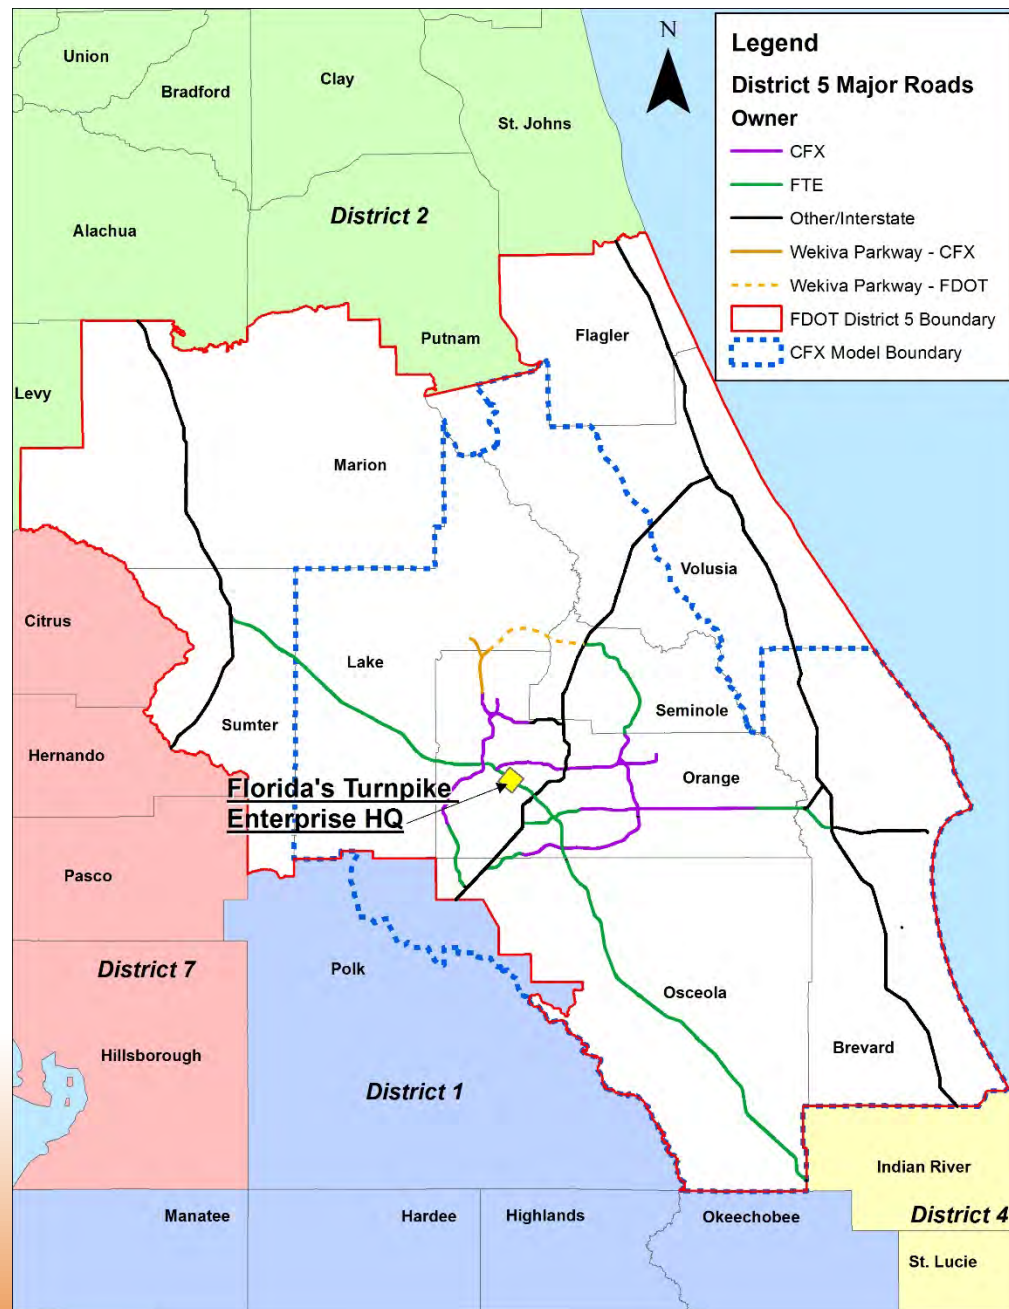 N
Legend
District 5 Major Roads
Owner
CFX
FTE
Other/Interstate
Wekiva Parkway - CFX
Wekiva Parkway - FDOT
FDOT District 5 Boundary
CFX Model Boundary
Union
Bradford
Clay
St. Johns
Alachua
District 2
Putnam
Flagler
Levy
Marion
Volusia
Citrus
Lake
Sumter
Seminole
Hernando
Orange
Florida's Turnpike
Enterprise HQ
Pasco
District 7
Polk
Osceola
Hillsborough
Brevard
District 1
Indian River
Manatee
Hardee
Highlands
Okeechobee
District 4
St. Lucie